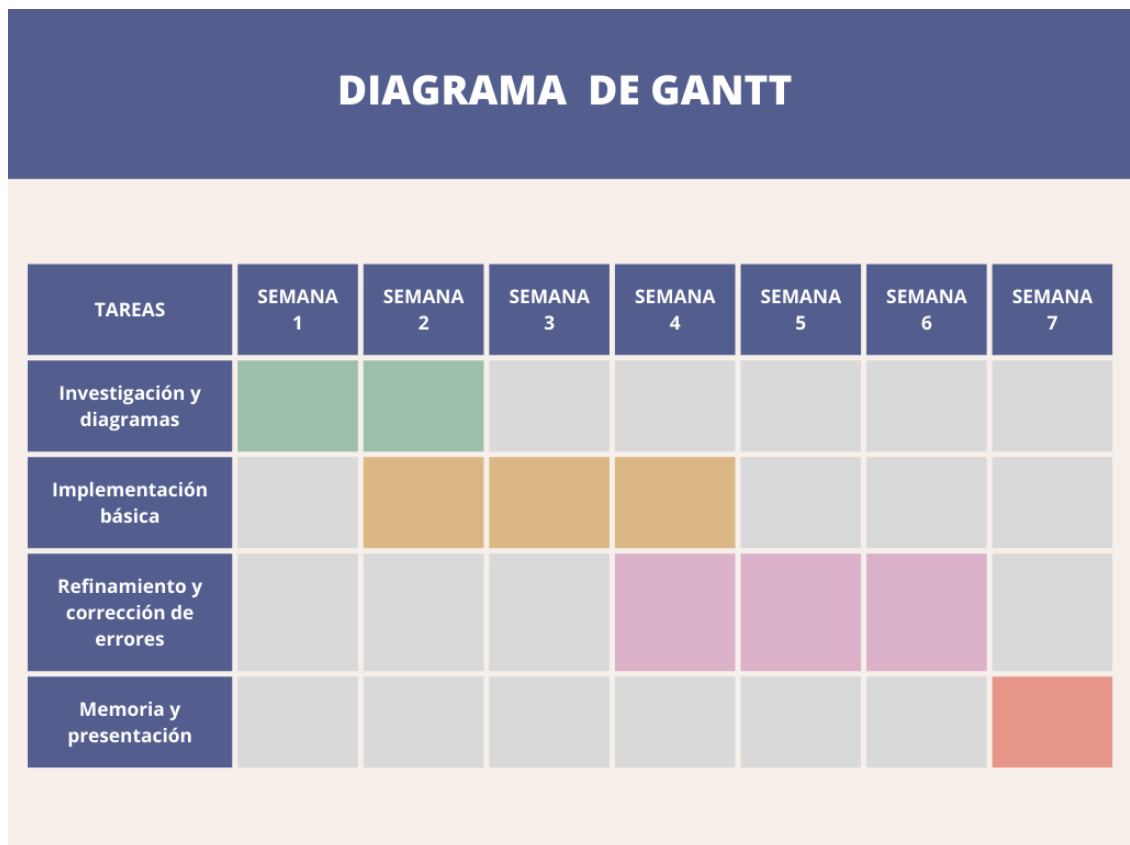 DIAGRAMA DE GANTT
TAREAS
SEMANA
1
SEMANA
2
SEMANA
3
SEMANA
4
SEMANA
5
SEMANA
6
SEMANA
7
Investigación y
diagramas
Implementación
básica
Refinamiento y
corrección de
errores
Memoria y
presentación